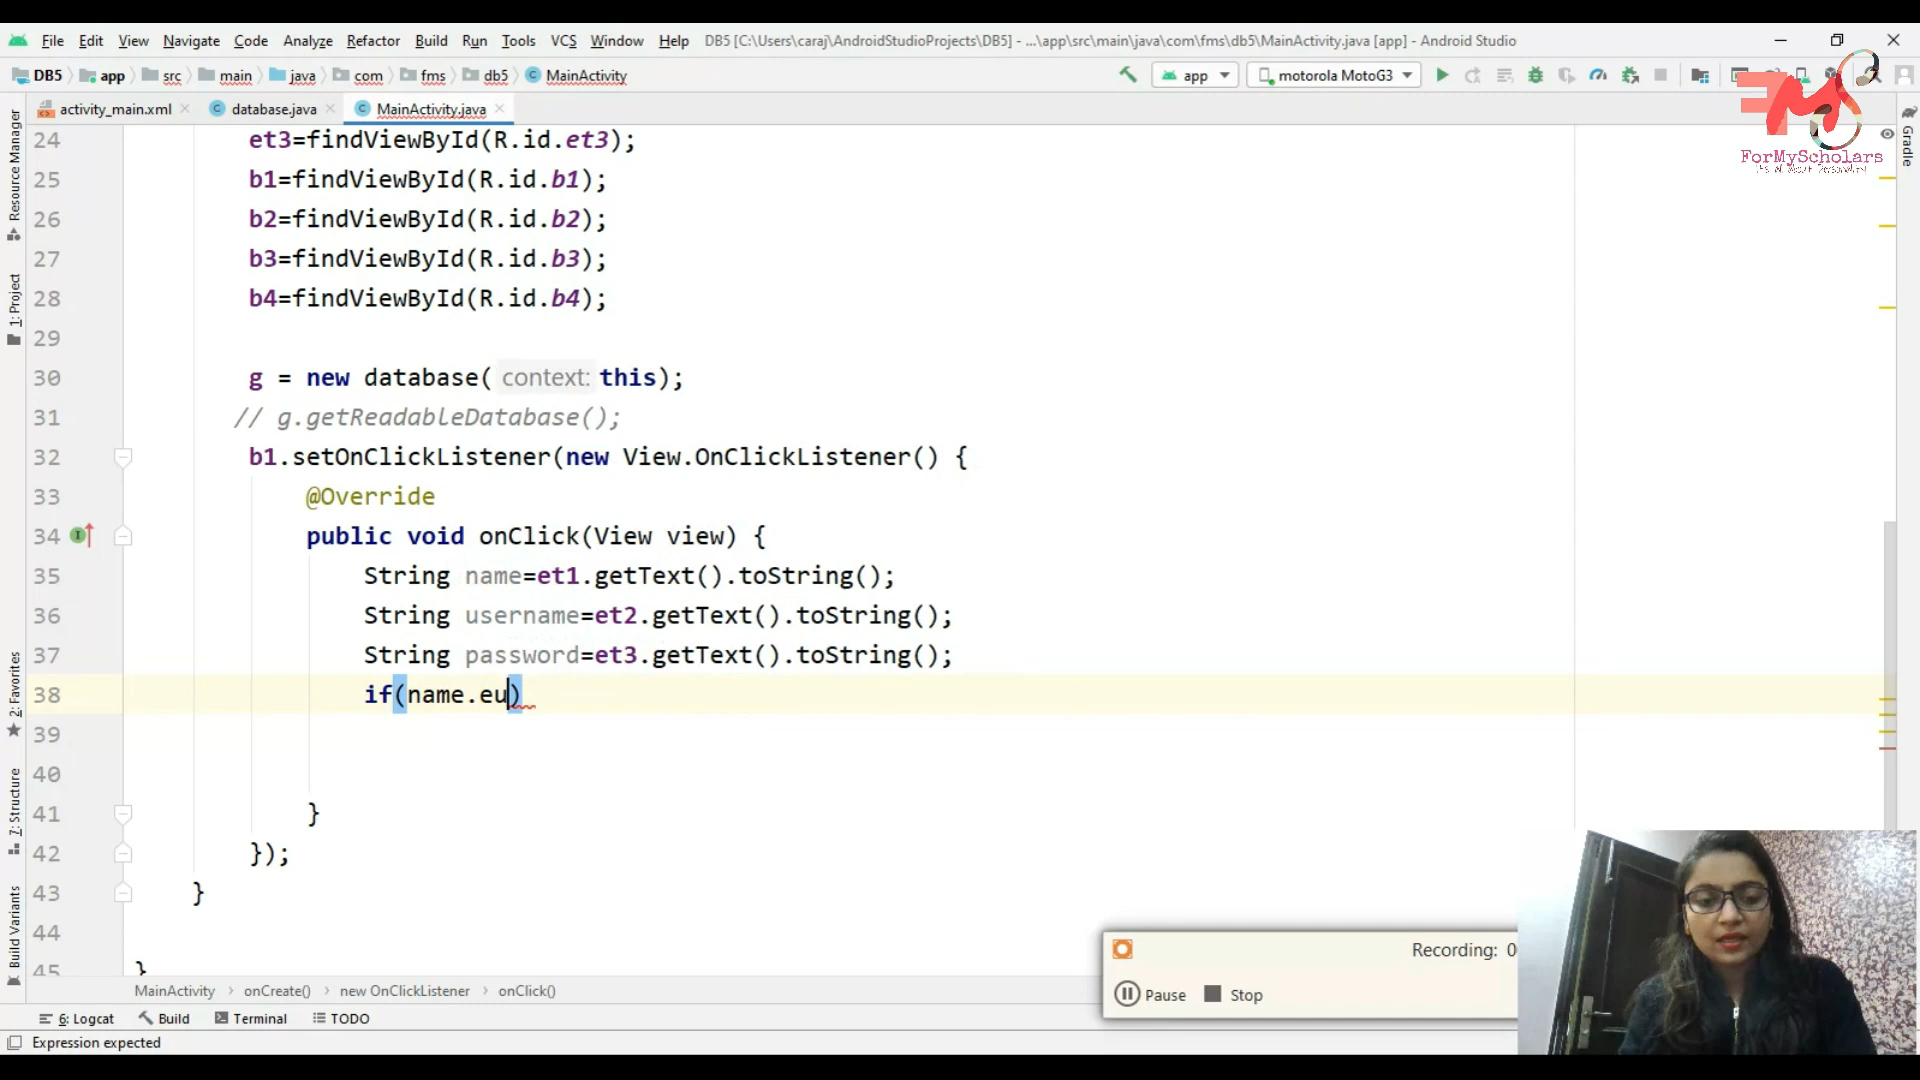 File Edit View Navigate Code Analyze Refactor Build Run Tools VCS Window Help DB5 [C:\Users\caraj\AndroidStudioProjects\DB5] - ...\app\src\main\java\com\fms\db5\MainActivity.java [app] - Android Studio
DB5 app src main java com fms db5 MainActivity app motorola MotoG3
activity_main.xml database.java MainActivity.java
ForMyScholars
Resource Manager
1: Project
2: Favorites
7: Structure
Build Variants
Gradle
24 et3=findViewById(R.id.et3);
25 b1=findViewById(R.id.b1);
26 b2=findViewById(R.id.b2);
27 b3=findViewById(R.id.b3);
28 b4=findViewById(R.id.b4);
29
30 g = new database( context: this);
31 // g.getReadableDatabase();
32 b1.setOnClickListener(new View.OnClickListener() {
33 @Override
34 public void onClick(View view) {
35 String name=et1.getText().toString();
36 String username=et2.getText().toString();
37 String password=et3.getText().toString();
38 if(name.eu)
39
40
41 }
42 });
43 }
44
45 }
Recording: 0
Pause Stop
MainActivity onCreate() new OnClickListener onClick()
6: Logcat Build Terminal TODO
Expression expected